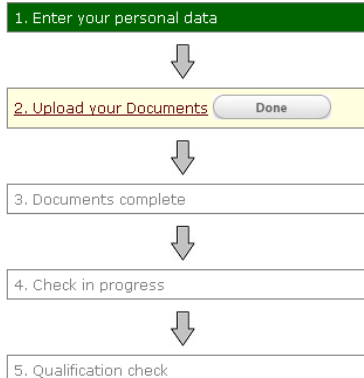 1. Enter your personal data
2. Upload your Documents Done
3. Documents complete
4. Check in progress
5. Qualification check